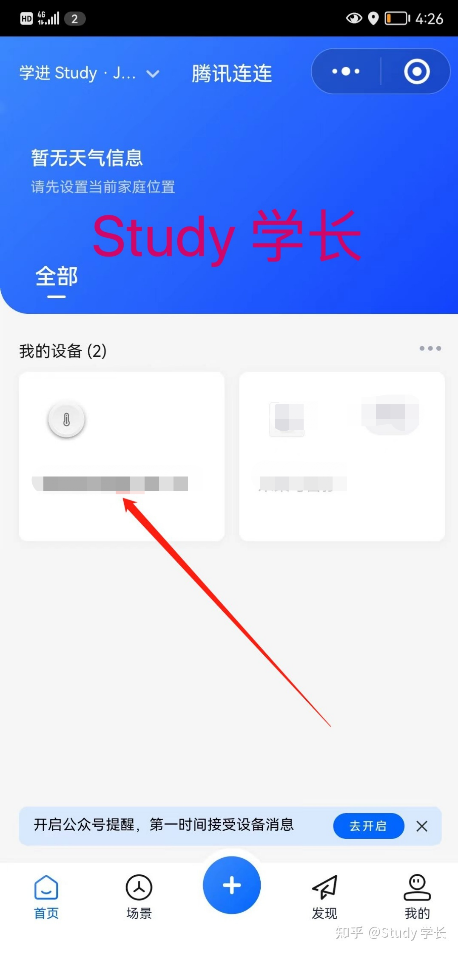 HD 4G 2 4:26
学进 Study · J... 腾讯连连
暂无天气信息
请先设置当前家庭位置
Study 学长
全部
我的设备 (2)
开启公众号提醒，第一时间接受设备消息 去开启
首页 场景 发现 我的
知乎 @Study 学长